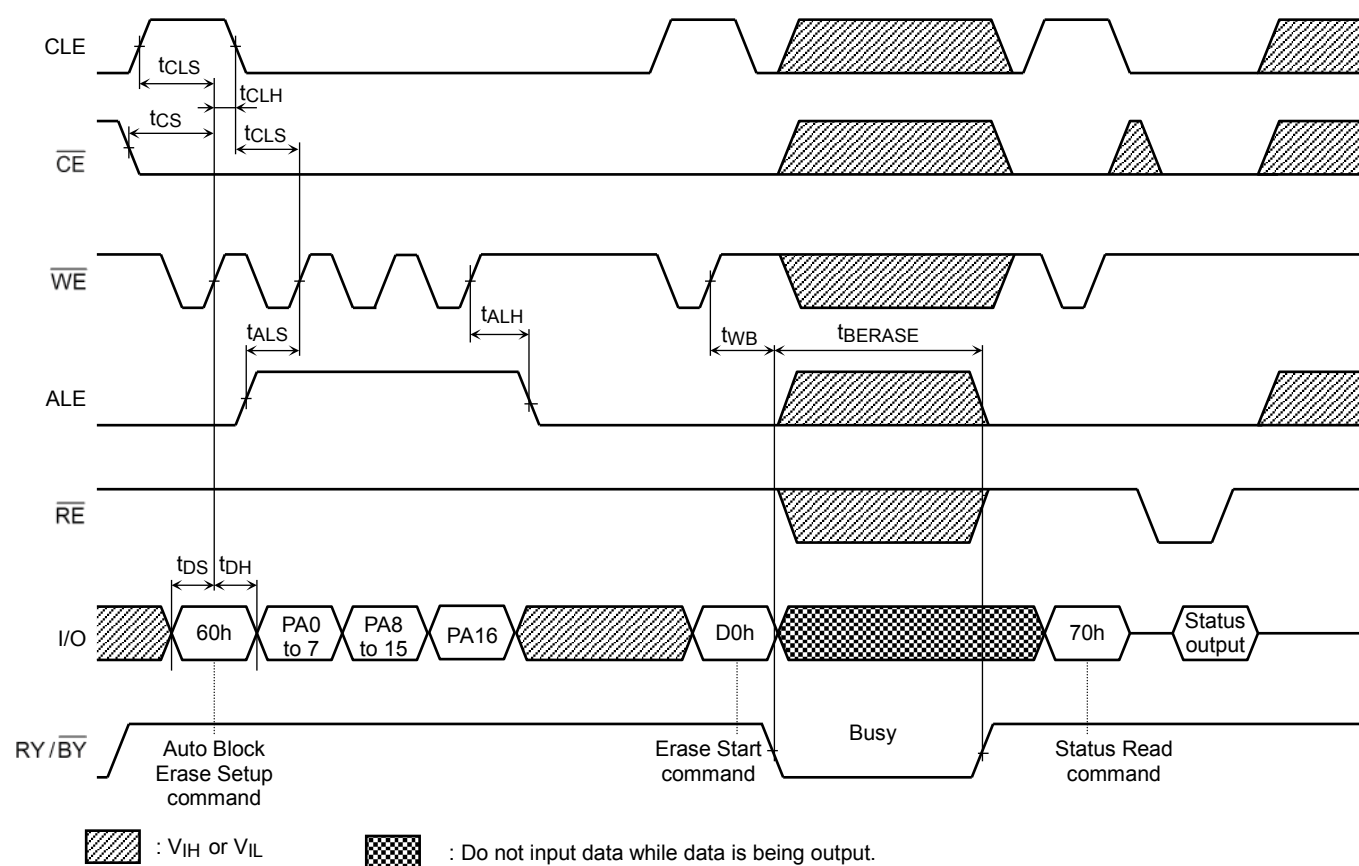 CLE
tCLS
tCLH
tCS
tCLS
CE
WE
tALS
tALH
tWB
tBERASE
ALE
RE
tDS
tDH
I/O
60h
PA0
to 7
PA8
to 15
PA16
D0h
70h
Status
output
RY/BY
Auto Block
Erase Setup
command
Erase Start
command
Busy
Status Read
command
: VIH or VIL
: Do not input data while data is being output.